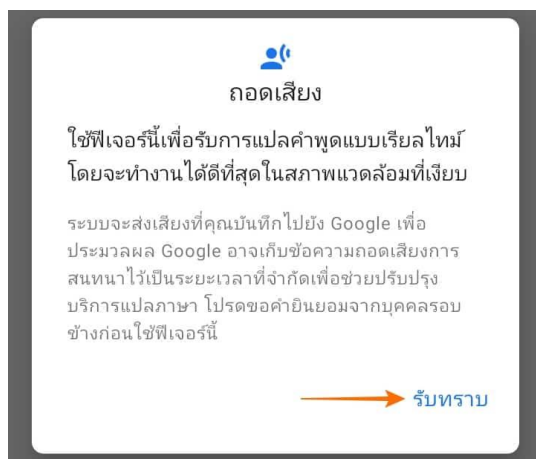 ถอดเสียง
ใช้ฟีเจอร์นี้เพื่อรับการแปลคำพูดแบบเรียลไทม์
โดยจะทำงานได้ดีที่สุดในสภาพแวดล้อมที่เงียบ
ระบบจะส่งเสียงที่คุณบันทึกไปยัง Google เพื่อ
ประมวลผล Google อาจเก็บข้อความถอดเสียงการ
สนทนาไว้เป็นระยะเวลาที่จำกัดเพื่อช่วยปรับปรุง
บริการแปลภาษา โปรดขอคำยินยอมจากบุคคลรอบ
ข้างก่อนใช้ฟีเจอร์นี้
รับทราบ